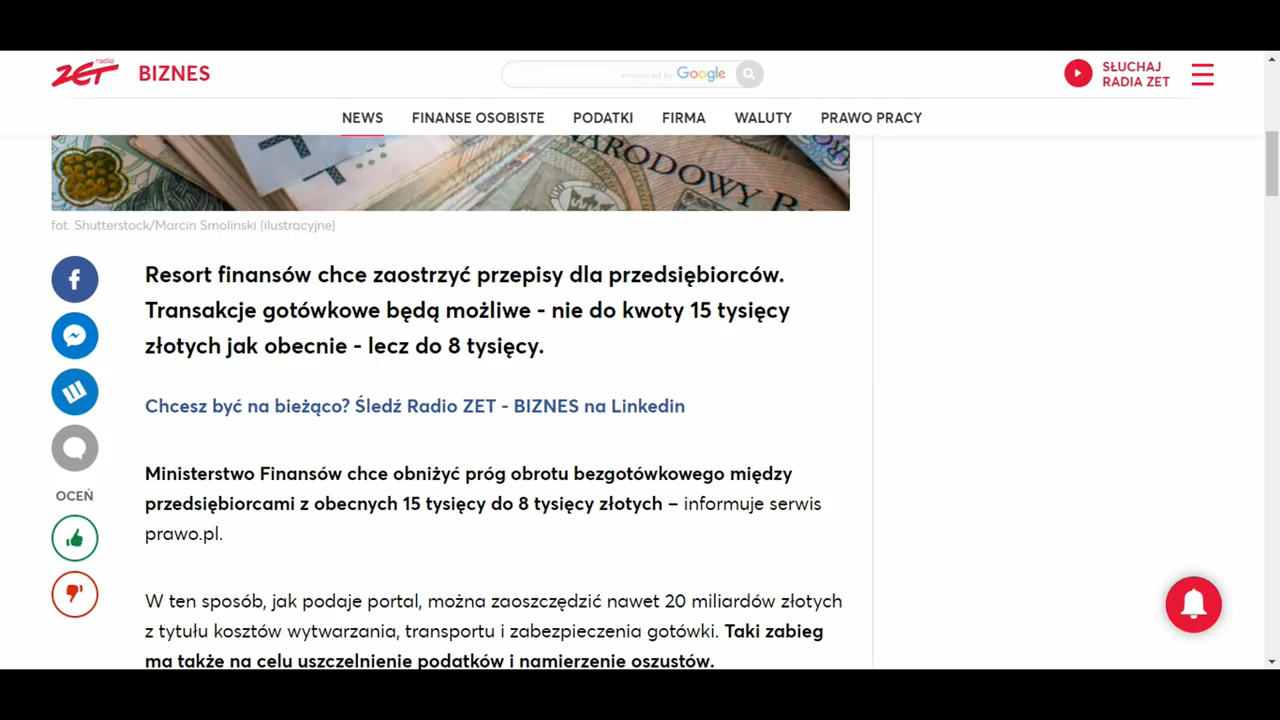 radio
ZET BIZNES
enhanced by Google
SŁUCHAJ
RADIA ZET
NEWS FINANSE OSOBISTE PODATKI FIRMA WALUTY PRAWO PRACY
NARODOWY BA
fot. Shutterstock/Marcin Smolinski (ilustracyjne)
Resort finansów chce zaostrzyć przepisy dla przedsiębiorców.
Transakcje gotówkowe będą możliwe - nie do kwoty 15 tysięcy
złotych jak obecnie - lecz do 8 tysięcy.
Chcesz być na bieżąco? Śledź Radio ZET - BIZNES na Linkedin
Ministerstwo Finansów chce obniżyć próg obrotu bezgotówkowego między
przedsiębiorcami z obecnych 15 tysięcy do 8 tysięcy złotych – informuje serwis
prawo.pl.
OCEŃ
W ten sposób, jak podaje portal, można zaoszczędzić nawet 20 miliardów złotych
z tytułu kosztów wytwarzania, transportu i zabezpieczenia gotówki. Taki zabieg
ma także na celu uszczelnienie podatków i namierzenie oszustów.